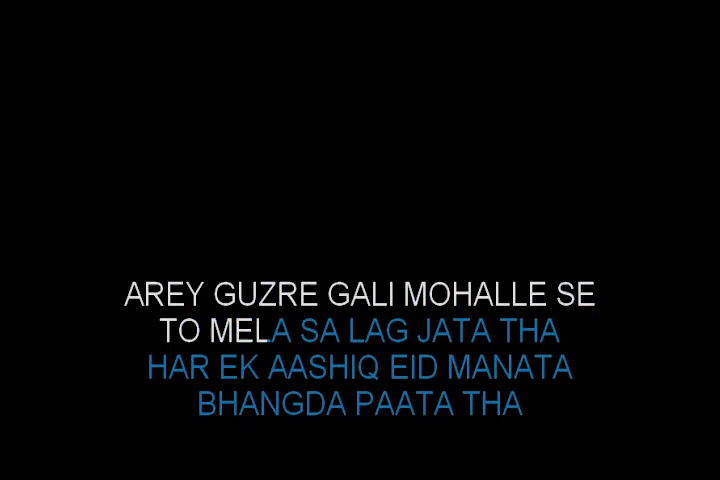 AREY GUZRE GALI MOHALLE SE
TO MELA SA LAG JATA THA
HAR EK AASHIQ EID MANATA
BHANGDA PAATA THA